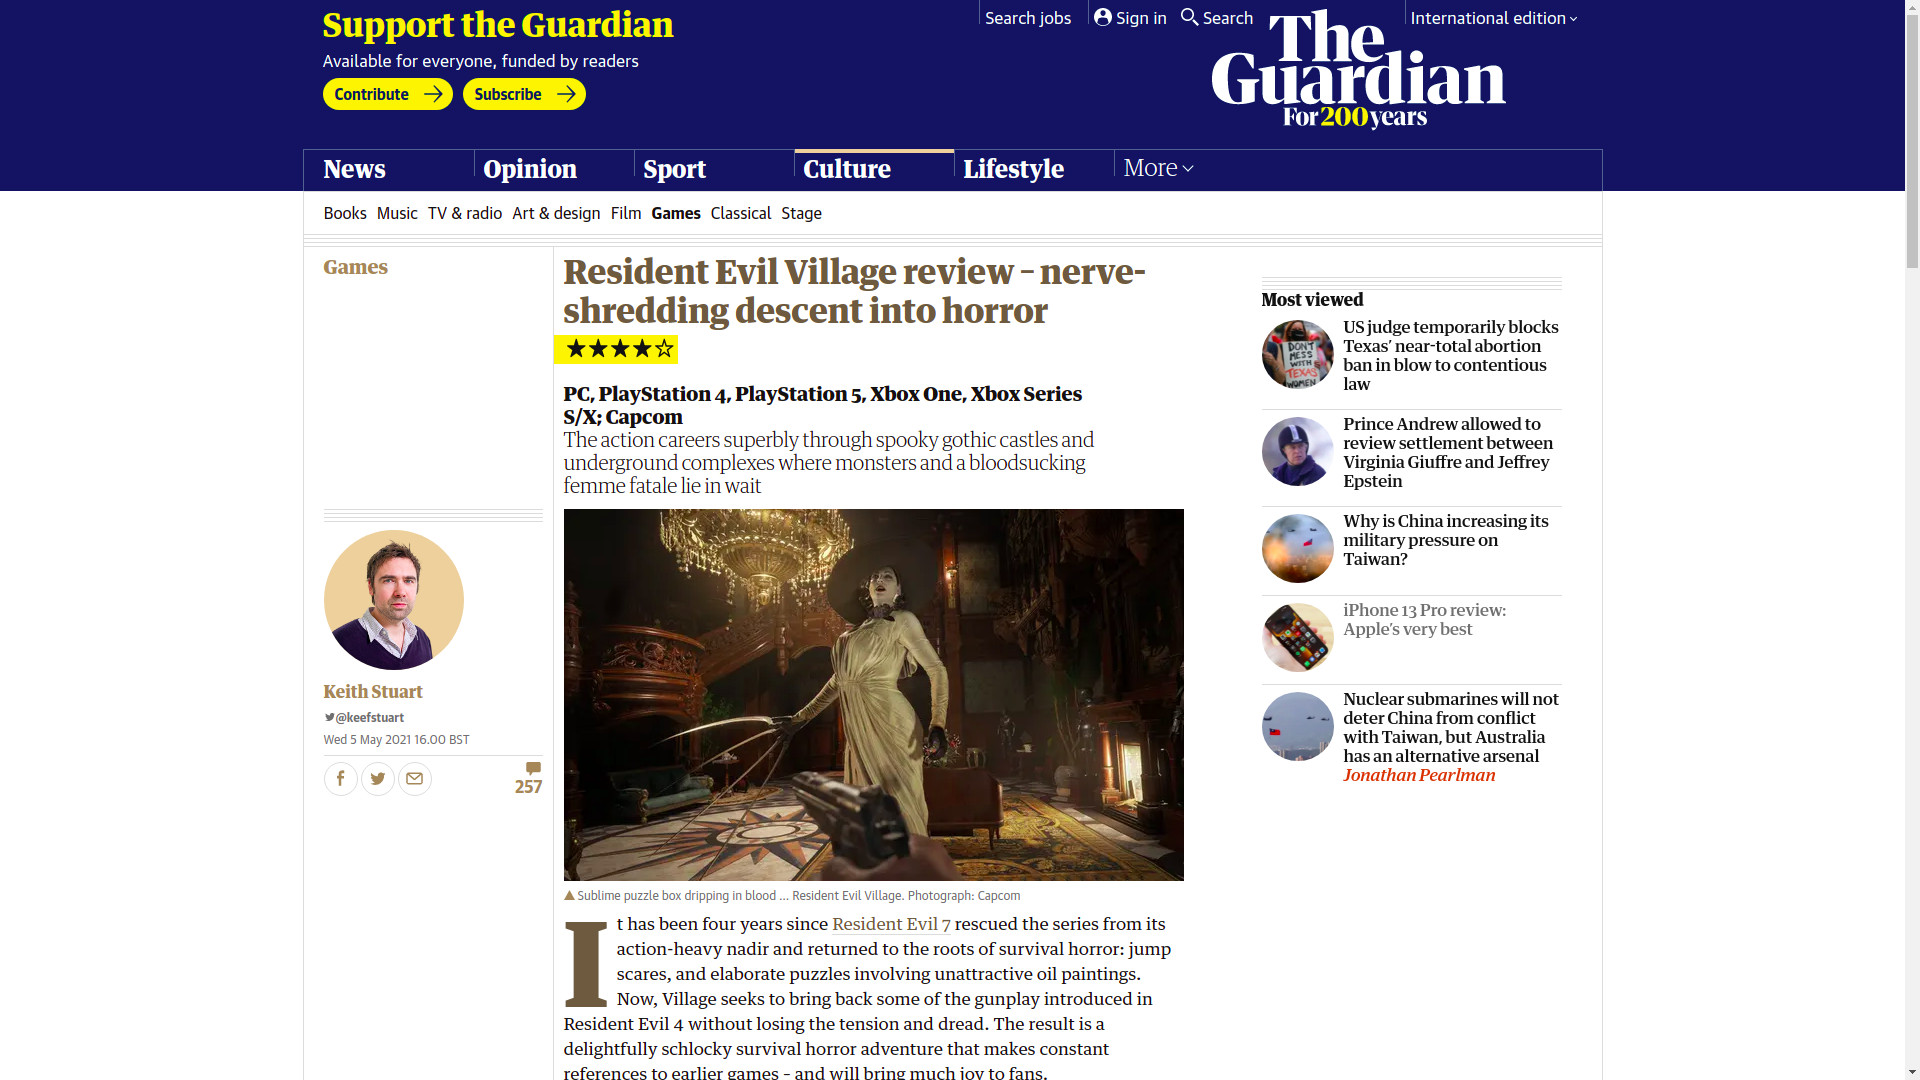 Support the Guardian
Available for everyone, funded by readers
Contribute
Subscribe
Search jobs
Sign in
Search
International edition
The
Guardian
For 200 years
News
Opinion
Sport
Culture
Lifestyle
More
Books
Music
TV & radio
Art & design
Film
Games
Classical
Stage
Games
Resident Evil Village review – nerve-
shredding descent into horror
PC, PlayStation 4, PlayStation 5, Xbox One, Xbox Series
S/X; Capcom
The action careers superbly through spooky gothic castles and
underground complexes where monsters and a bloodsucking
femme fatale lie in wait
Keith Stuart
@keefstuart
Wed 5 May 2021 16.00 BST
257
Sublime puzzle box dripping in blood ... Resident Evil Village. Photograph: Capcom
It has been four years since Resident Evil 7 rescued the series from its
action-heavy nadir and returned to the roots of survival horror: jump
scares, and elaborate puzzles involving unattractive oil paintings.
Now, Village seeks to bring back some of the gunplay introduced in
Resident Evil 4 without losing the tension and dread. The result is a
delightfully schlocky survival horror adventure that makes constant
references to earlier games – and will bring much joy to fans.
Most viewed
DON'T
MESS
WITH
TEXAS
WOMEN
US judge temporarily blocks
Texas’ near-total abortion
ban in blow to contentious
law
Prince Andrew allowed to
review settlement between
Virginia Giuffre and Jeffrey
Epstein
Why is China increasing its
military pressure on
Taiwan?
iPhone 13 Pro review:
Apple’s very best
Nuclear submarines will not
deter China from conflict
with Taiwan, but Australia
has an alternative arsenal
Jonathan Pearlman